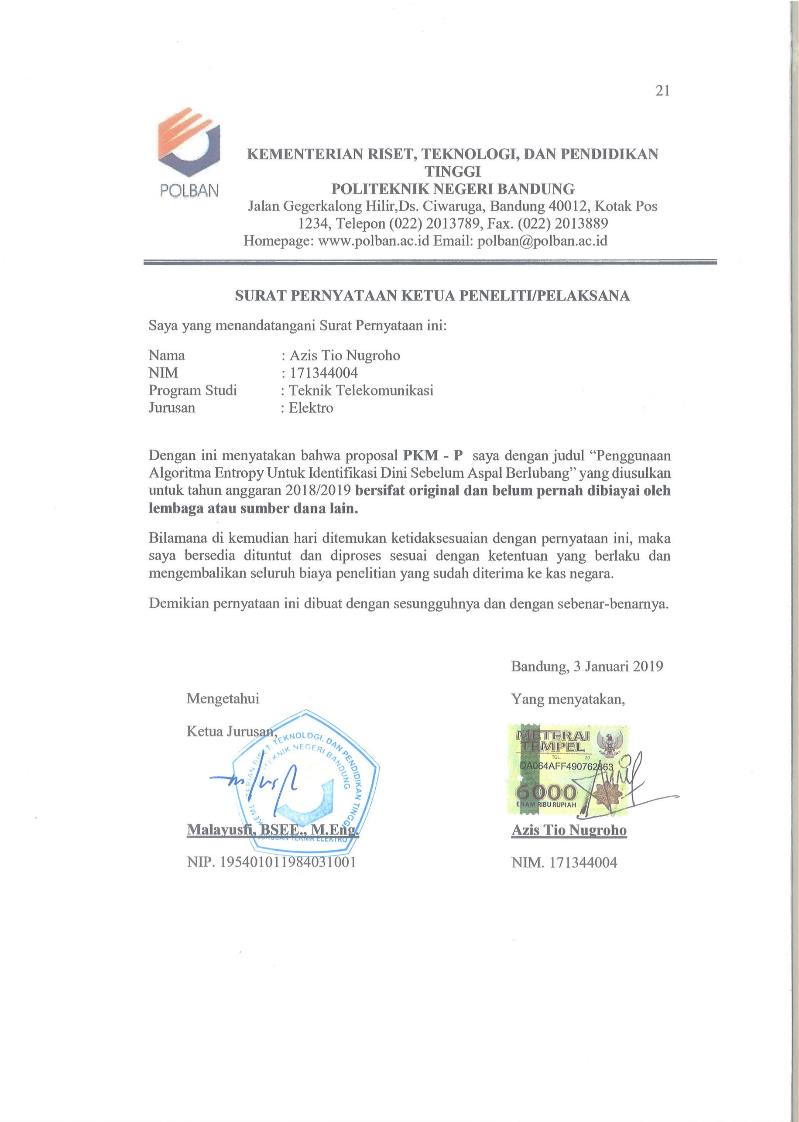 21
POLBAN
KEMENTERIAN RISET, TEKNOLOGI, DAN PENDIDIKAN
TINGGI
POLITEKNIK NEGERI BANDUNG
Jalan Gegerkalong Hilir,Ds. Ciwaruga, Bandung 40012, Kotak Pos
1234, Telepon (022) 2013789, Fax. (022) 2013889
Homepage: www.polban.ac.id Email: polban@polban.ac.id
SURAT PERNYATAAN KETUA PENELITI/PELAKSANA
Saya yang menandatangani Surat Pernyataan ini:
Nama : Azis Tio Nugroho
NIM : 171344004
Program Studi : Teknik Telekomunikasi
Jurusan : Elektro
Dengan ini menyatakan bahwa proposal PKM - P saya dengan judul “Penggunaan
Algoritma Entropy Untuk Identifikasi Dini Sebelum Aspal Berlubang” yang diusulkan
untuk tahun anggaran 2018/2019 bersifat original dan belum pernah dibiayai oleh
lembaga atau sumber dana lain.
Bilamana di kemudian hari ditemukan ketidaksesuaian dengan pernyataan ini, maka
saya bersedia dituntut dan diproses sesuai dengan ketentuan yang berlaku dan
mengembalikan seluruh biaya penelitian yang sudah diterima ke kas negara.
Demikian pernyataan ini dibuat dengan sesungguhnya dan dengan sebenar-benarnya.
Bandung, 3 Januari 2019
Mengetahui
Yang menyatakan,
Ketua Jurusan,
TEKNOLOGI, DAN PENDIDIKAN TINGGI
NEGERI BANDUNG
TEKNIK ELEKTRO
METERAI
TEMPEL
6000
ENAM RIBU RUPIAH
Malayusfi, BSEE., M.Eng.
Azis Tio Nugroho
NIP. 195401011984031001
NIM. 171344004